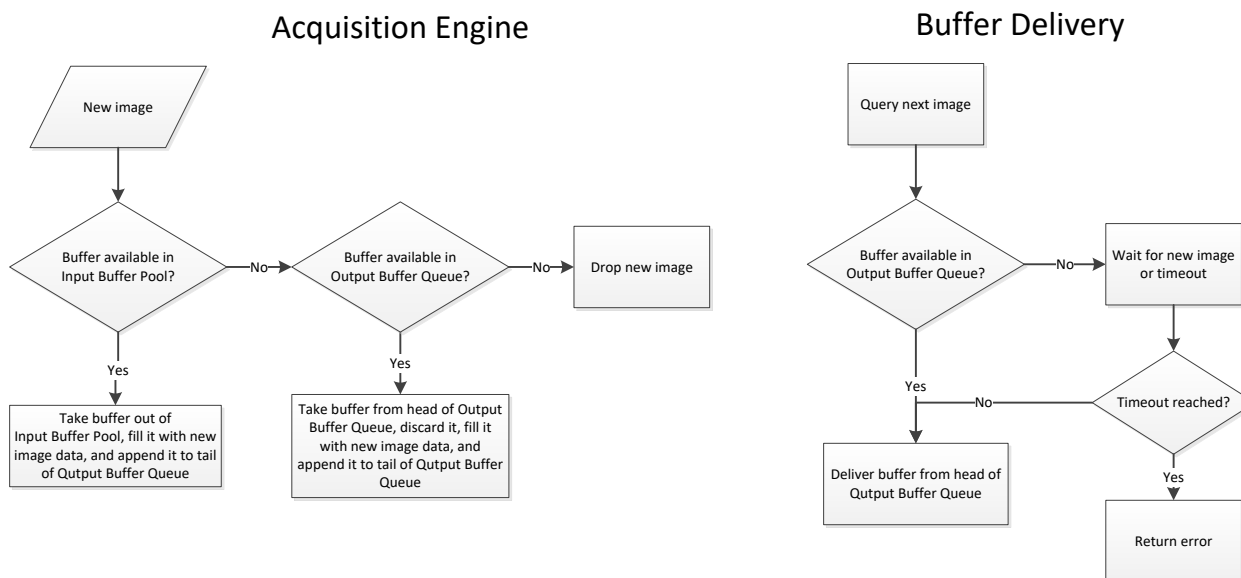 Acquisition Engine
New image
Buffer available in
Input Buffer Pool?
No
Buffer available in
Output Buffer Queue?
No
Drop new image
Yes
Take buffer out of
Input Buffer Pool, fill it with new
image data, and append it to tail
of Qutput Buffer Queue
Yes
Take buffer from head of Output
Buffer Queue, discard it, fill it
with new image data, and
append it to tail of Qutput Buffer
Queue
Buffer Delivery
Query next image
Buffer available in
Output Buffer Queue?
No
Wait for new image
or timeout
Yes
No
Timeout reached?
Deliver buffer from head of
Qutput Buffer Queue
Yes
Return error